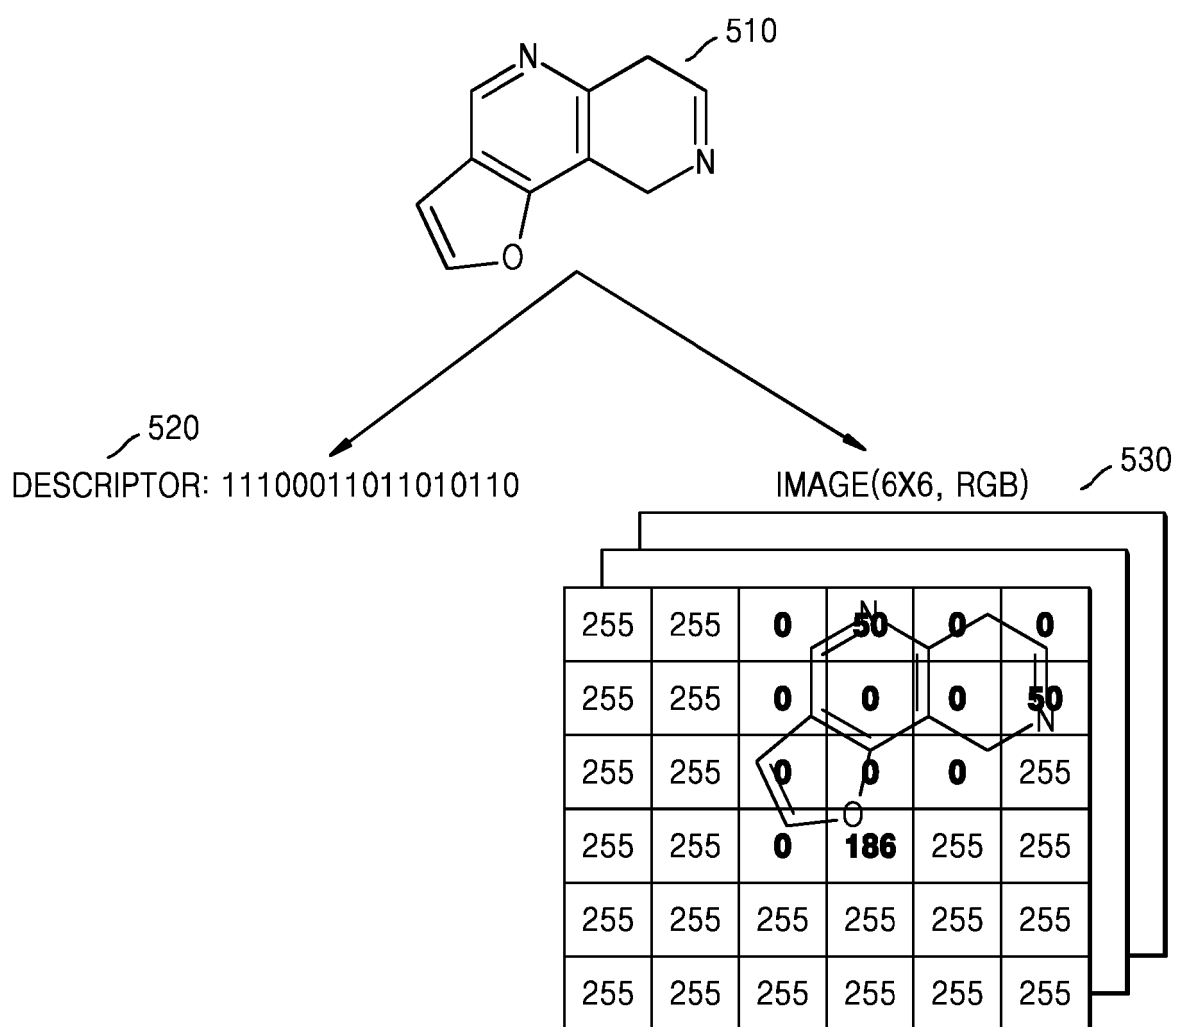 510
N
N
O
520
DESCRIPTOR: 11100011011010110
530
IMAGE(6X6, RGB)
N
255 255 0 50 0 0
255 255 0 0 0 50
N
255 255 0 0 0 255
O
255 255 0 186 255 255
255 255 255 255 255 255
255 255 255 255 255 255